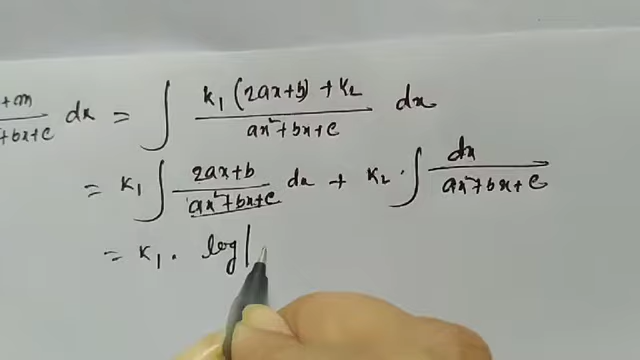 +m / +bx+c dx = ∫ K₁(2ax+b)+K₂ / ax²+bx+c dx
= K₁ ∫ 2ax+b / ax²+bx+c dx + K₂ · ∫ dx / ax²+bx+c
= K₁ · log|